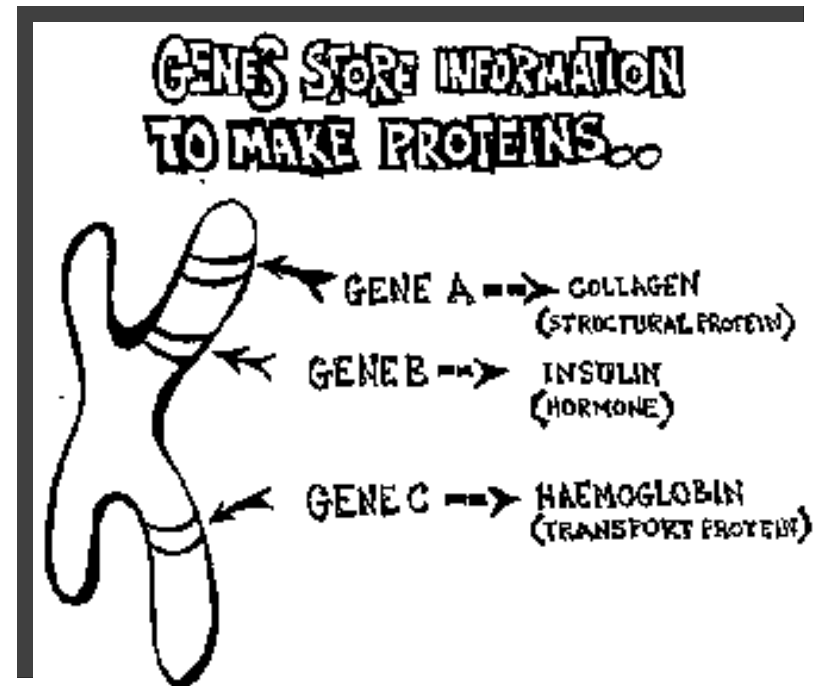 GENES STORE INFORMATION
TO MAKE PROTEINS...
GENE A --> COLLAGEN
(STRUCTURAL PROTEIN)
GENE B --> INSULIN
(HORMONE)
GENE C --> HAEMOGLOBIN
(TRANSPORT PROTEIN)